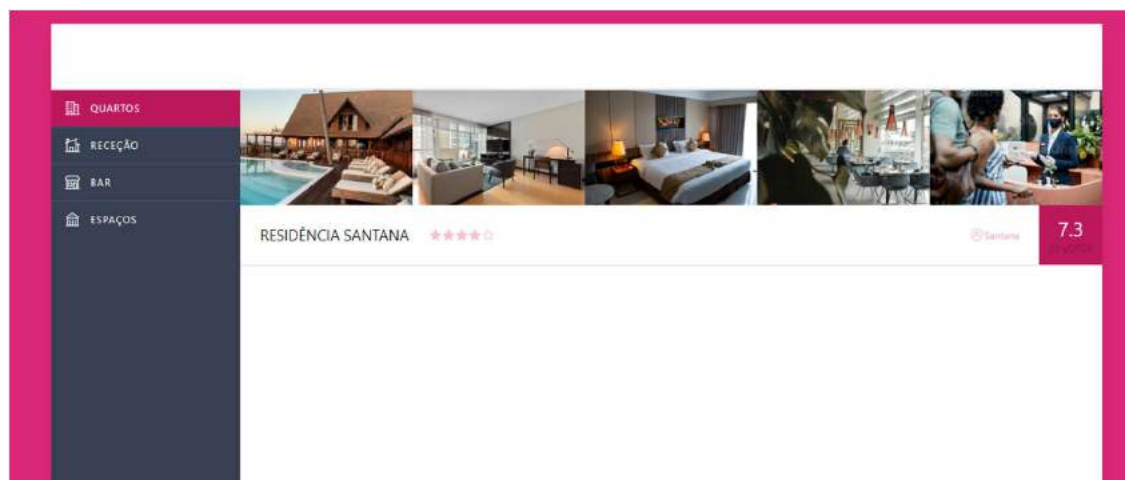 QUARTOS
RECEÇÃO
BAR
ESPAÇOS
RESIDÊNCIA SANTANA
Santana
7.3